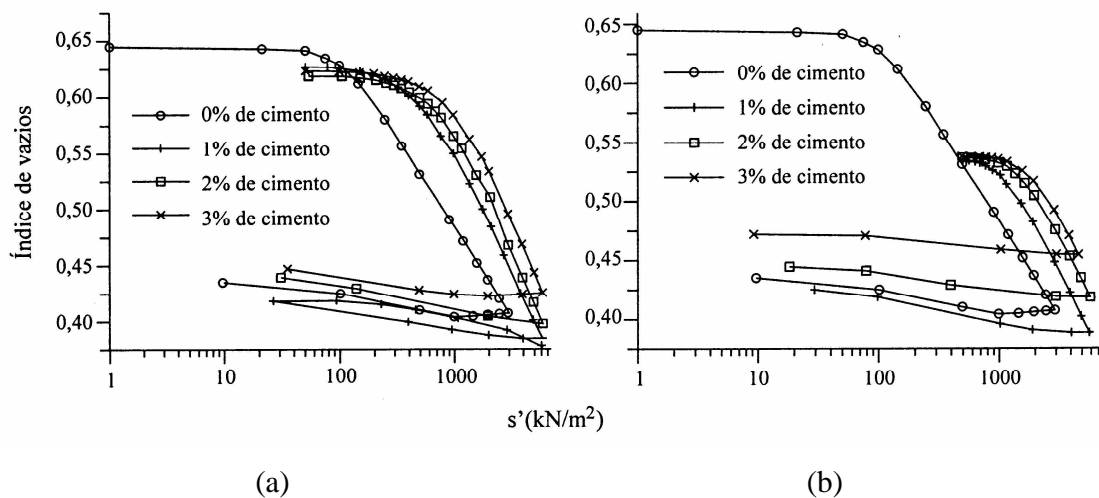 0,65
0,60
0,55
0,50
0,45
0,40
Índice de vazios
0% de cimento
1% de cimento
2% de cimento
3% de cimento
1
10
100
1000
0,65
0,60
0,55
0,50
0,45
0,40
0% de cimento
1% de cimento
2% de cimento
3% de cimento
1
10
100
1000
s’(kN/m²)
(a)
(b)